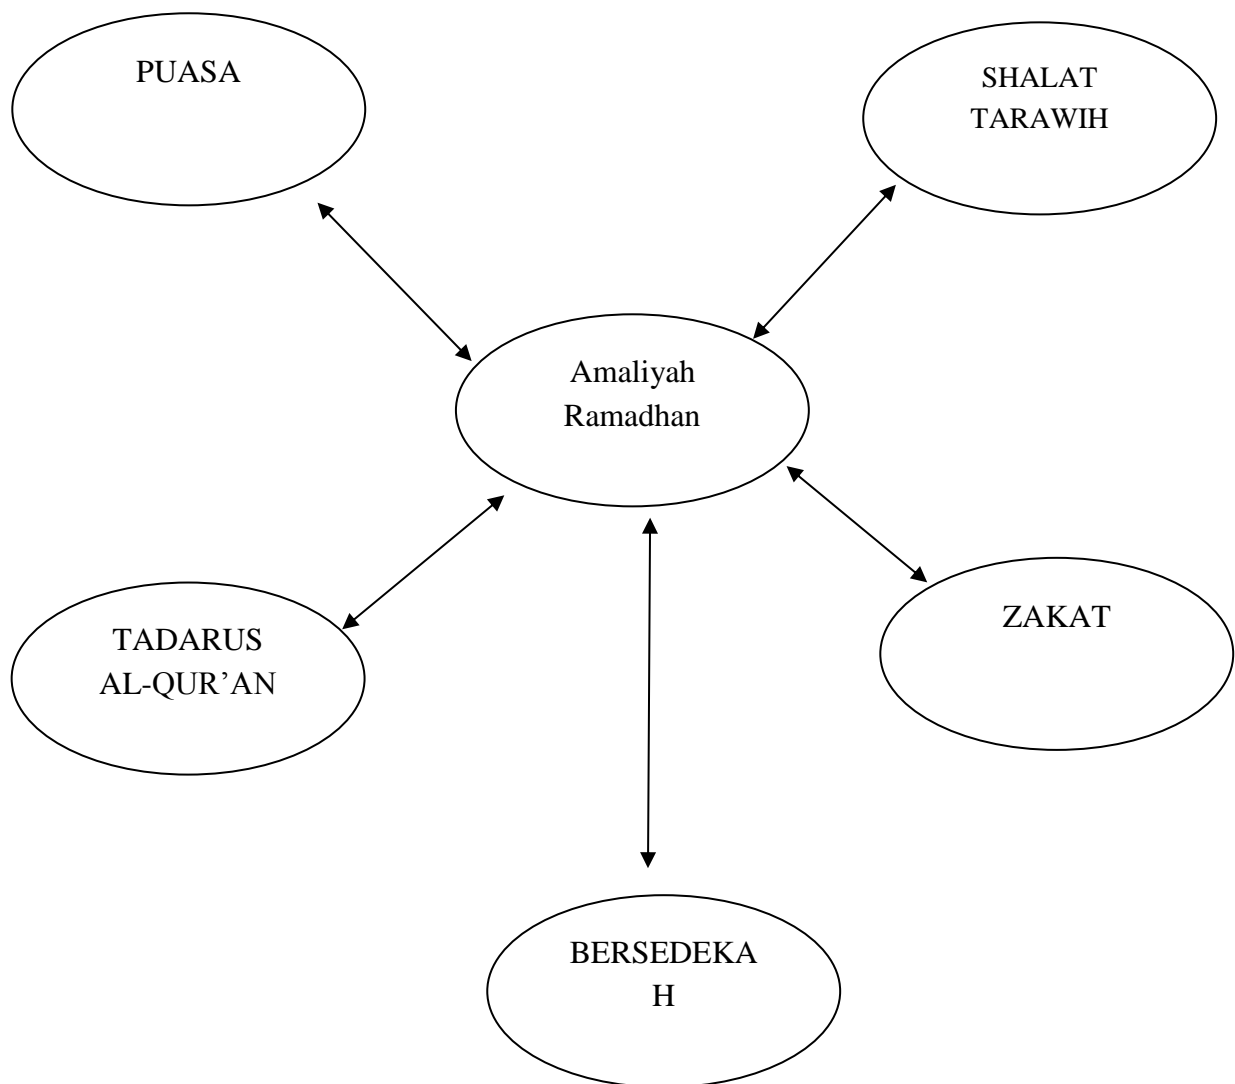 PUASA
SHALAT
TARAWIH
Amaliyah
Ramadhan
TADARUS
AL-QUR’AN
ZAKAT
BERSEDEKA
H